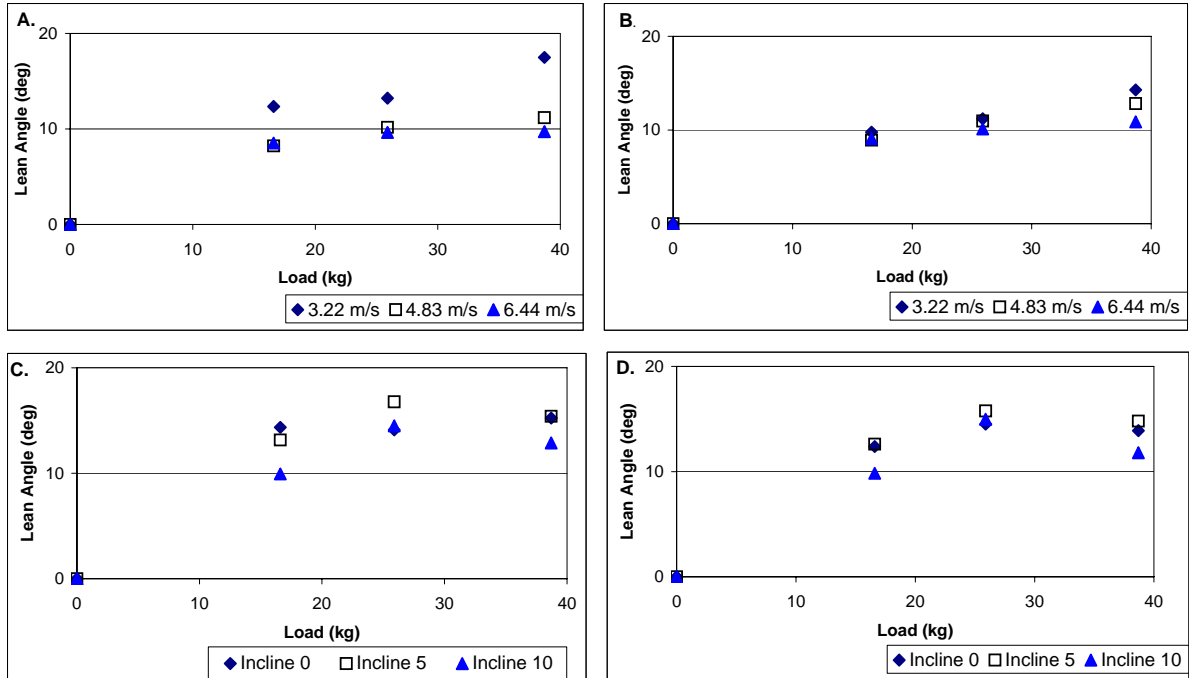 A.
20
10
0
Lean Angle (deg)
0 10 20 30 40
Load (kg)
3.22 m/s 4.83 m/s 6.44 m/s
B.
20
10
0
Lean Angle (deg)
0 10 20 30 40
Load (kg)
3.22 m/s 4.83 m/s 6.44 m/s
C.
20
10
0
Lean Angle (deg)
0 10 20 30 40
Load (kg)
Incline 0 Incline 5 Incline 10
D.
20
10
0
Lean Angle (deg)
0 10 20 30 40
Load (kg)
Incline 0 Incline 5 Incline 10